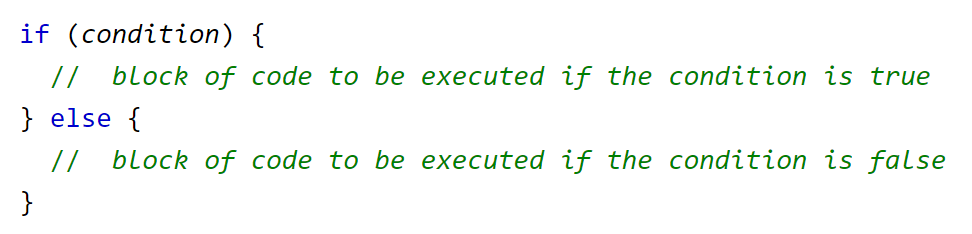 if (condition) {
  //  block of code to be executed if the condition is true
} else {
  //  block of code to be executed if the condition is false
}